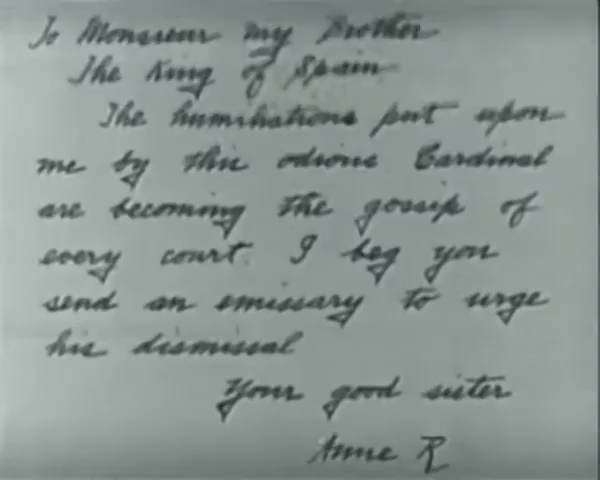 To Monsieur my Brother
The King of Spain
The humiliations put upon
me by this odious Cardinal
are becoming the gossip of
every court. I beg you
send an emissary to urge
his dismissal
Your good sister
Anne R